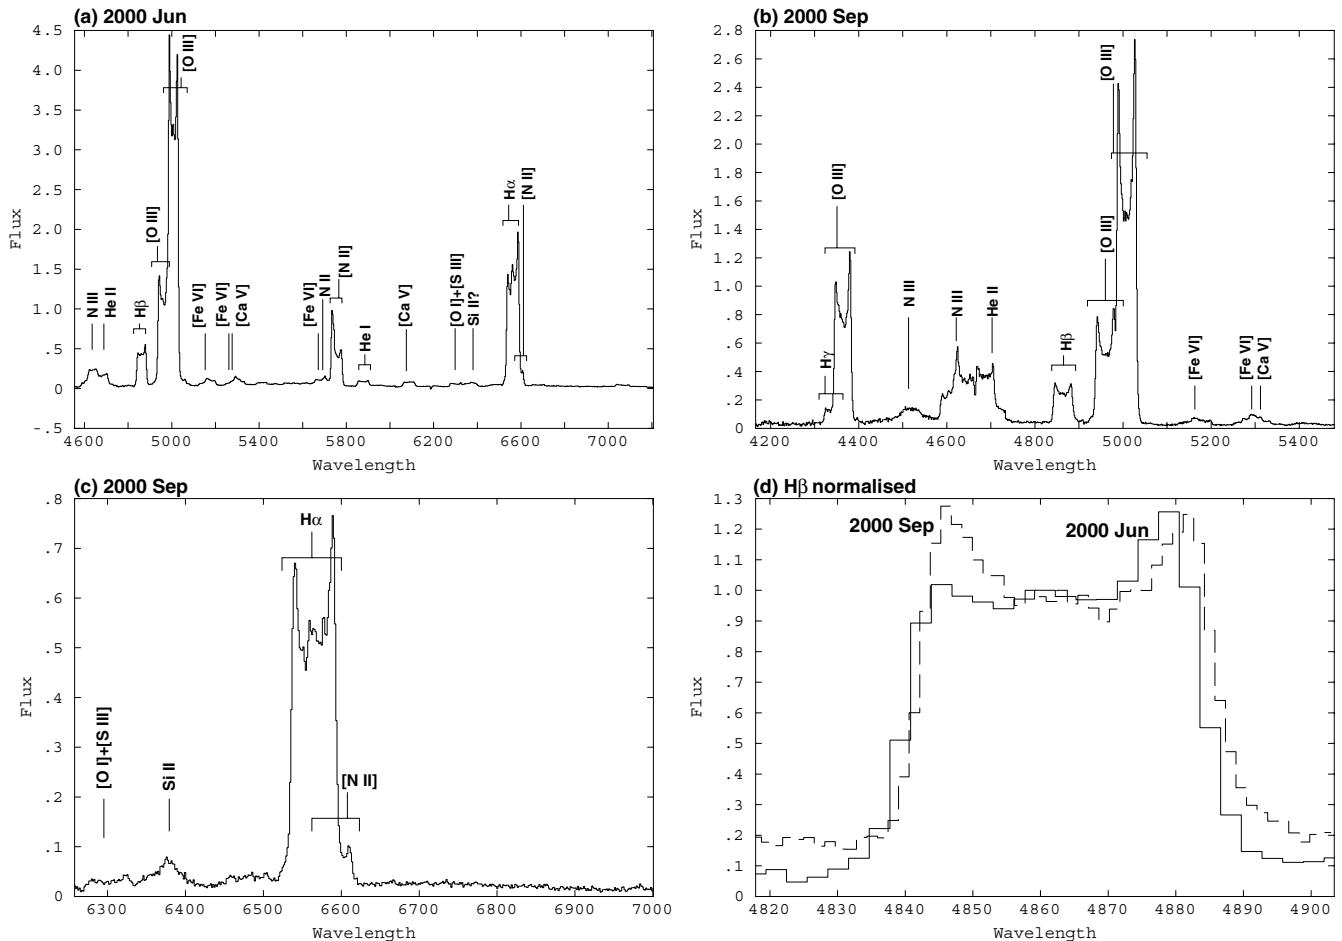 (a) 2000 Jun
4.5
4.0
3.5
3.0
2.5
2.0
1.5
1.0
.5
0
-.5
Flux
4600 5000 5400 5800 6200 6600 7000
Wavelength
N III
He II
Hβ
[O III]
[O III]
[Fe VI]
[Fe VI]
[Ca V]
[Fe VI]
N II
[N II]
He I
[Ca V]
[O I]+[S III]
Si II?
Hα
[N II]
(b) 2000 Sep
2.8
2.6
2.4
2.2
2.0
1.8
1.6
1.4
1.2
1.0
.8
.6
.4
.2
0
Flux
4200 4400 4600 4800 5000 5200 5400
Wavelength
Hγ
[O III]
N III
N III
He II
Hβ
[O III]
[O III]
[Fe VI]
[Fe VI]
[Ca V]
(c) 2000 Sep
.8
.7
.6
.5
.4
.3
.2
.1
0
Flux
6300 6400 6500 6600 6700 6800 6900 7000
Wavelength
[O I]+[S III]
Si II
Hα
[N II]
(d) Hβ normalised
1.3
1.2
1.1
1.0
.9
.8
.7
.6
.5
.4
.3
.2
.1
0
Flux
4820 4830 4840 4850 4860 4870 4880 4890 4900
Wavelength
2000 Sep
2000 Jun